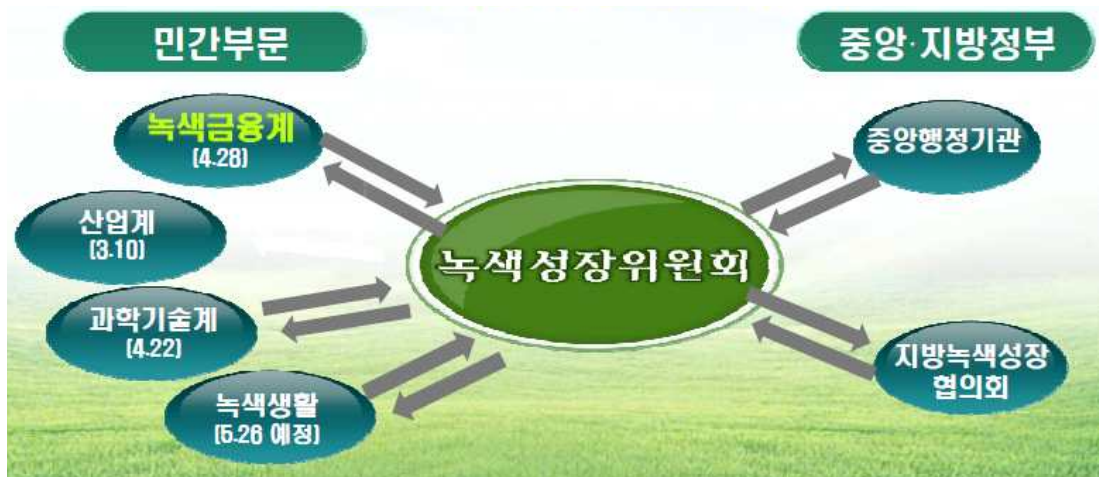 민간부문
중앙·지방정부
녹색금융계
(4.28)
산업계
(3.10)
과학기술계
(4.22)
녹색생활
(5.26 예정)
녹색성장위원회
중앙행정기관
지방녹색성장
협의회